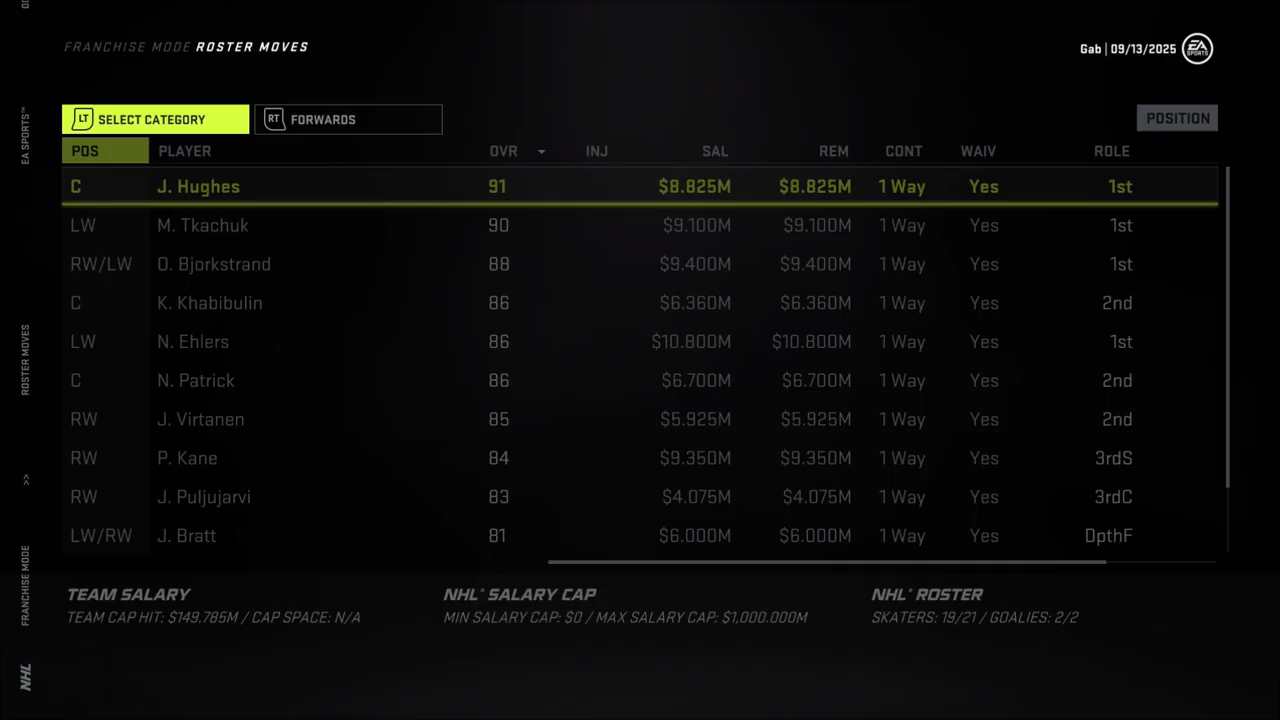 FRANCHISE MODE ROSTER MOVES
Gab | 09/13/2025 EA SPORTS
LT SELECT CATEGORY RT FORWARDS
POSITION
POS PLAYER OVR INJ SAL REM CONT WAIV ROLE
C J. Hughes 91 $8.825M $8.825M 1 Way Yes 1st
LW M. Tkachuk 90 $9.100M $9.100M 1 Way Yes 1st
RW/LW O. Bjorkstrand 88 $9.400M $9.400M 1 Way Yes 1st
C K. Khabibulin 86 $6.360M $6.360M 1 Way Yes 2nd
LW N. Ehlers 86 $10.800M $10.800M 1 Way Yes 1st
C N. Patrick 86 $6.700M $6.700M 1 Way Yes 2nd
RW J. Virtanen 85 $5.925M $5.925M 1 Way Yes 2nd
RW P. Kane 84 $9.350M $9.350M 1 Way Yes 3rdS
RW J. Puljujarvi 83 $4.075M $4.075M 1 Way Yes 3rdC
LW/RW J. Bratt 81 $6.000M $6.000M 1 Way Yes DpthF
TEAM SALARY
TEAM CAP HIT: $149.785M / CAP SPACE: N/A
NHL® SALARY CAP
MIN SALARY CAP: $0 / MAX SALARY CAP: $1,000.000M
NHL® ROSTER
SKATERS: 19/21 / GOALIES: 2/2
NHL
FRANCHISE MODE
>>
ROSTER MOVES
EA SPORTS™